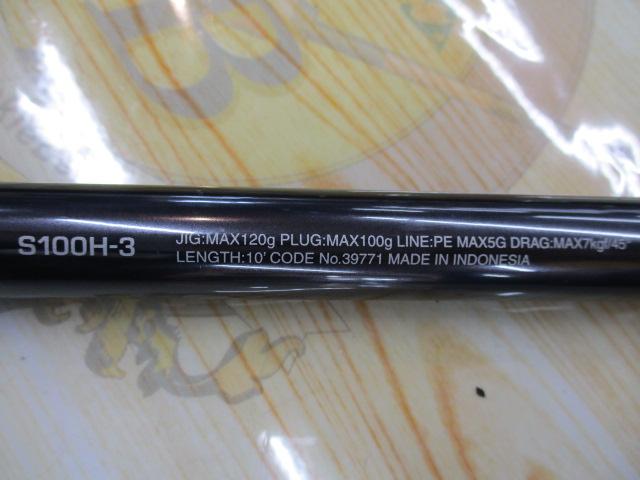 S100H-3
JIG:MAX120g PLUG:MAX100g LINE:PE MAX5G DRAG:MAX7kgf/45°
LENGTH:10' CODE No.39771 MADE IN INDONESIA